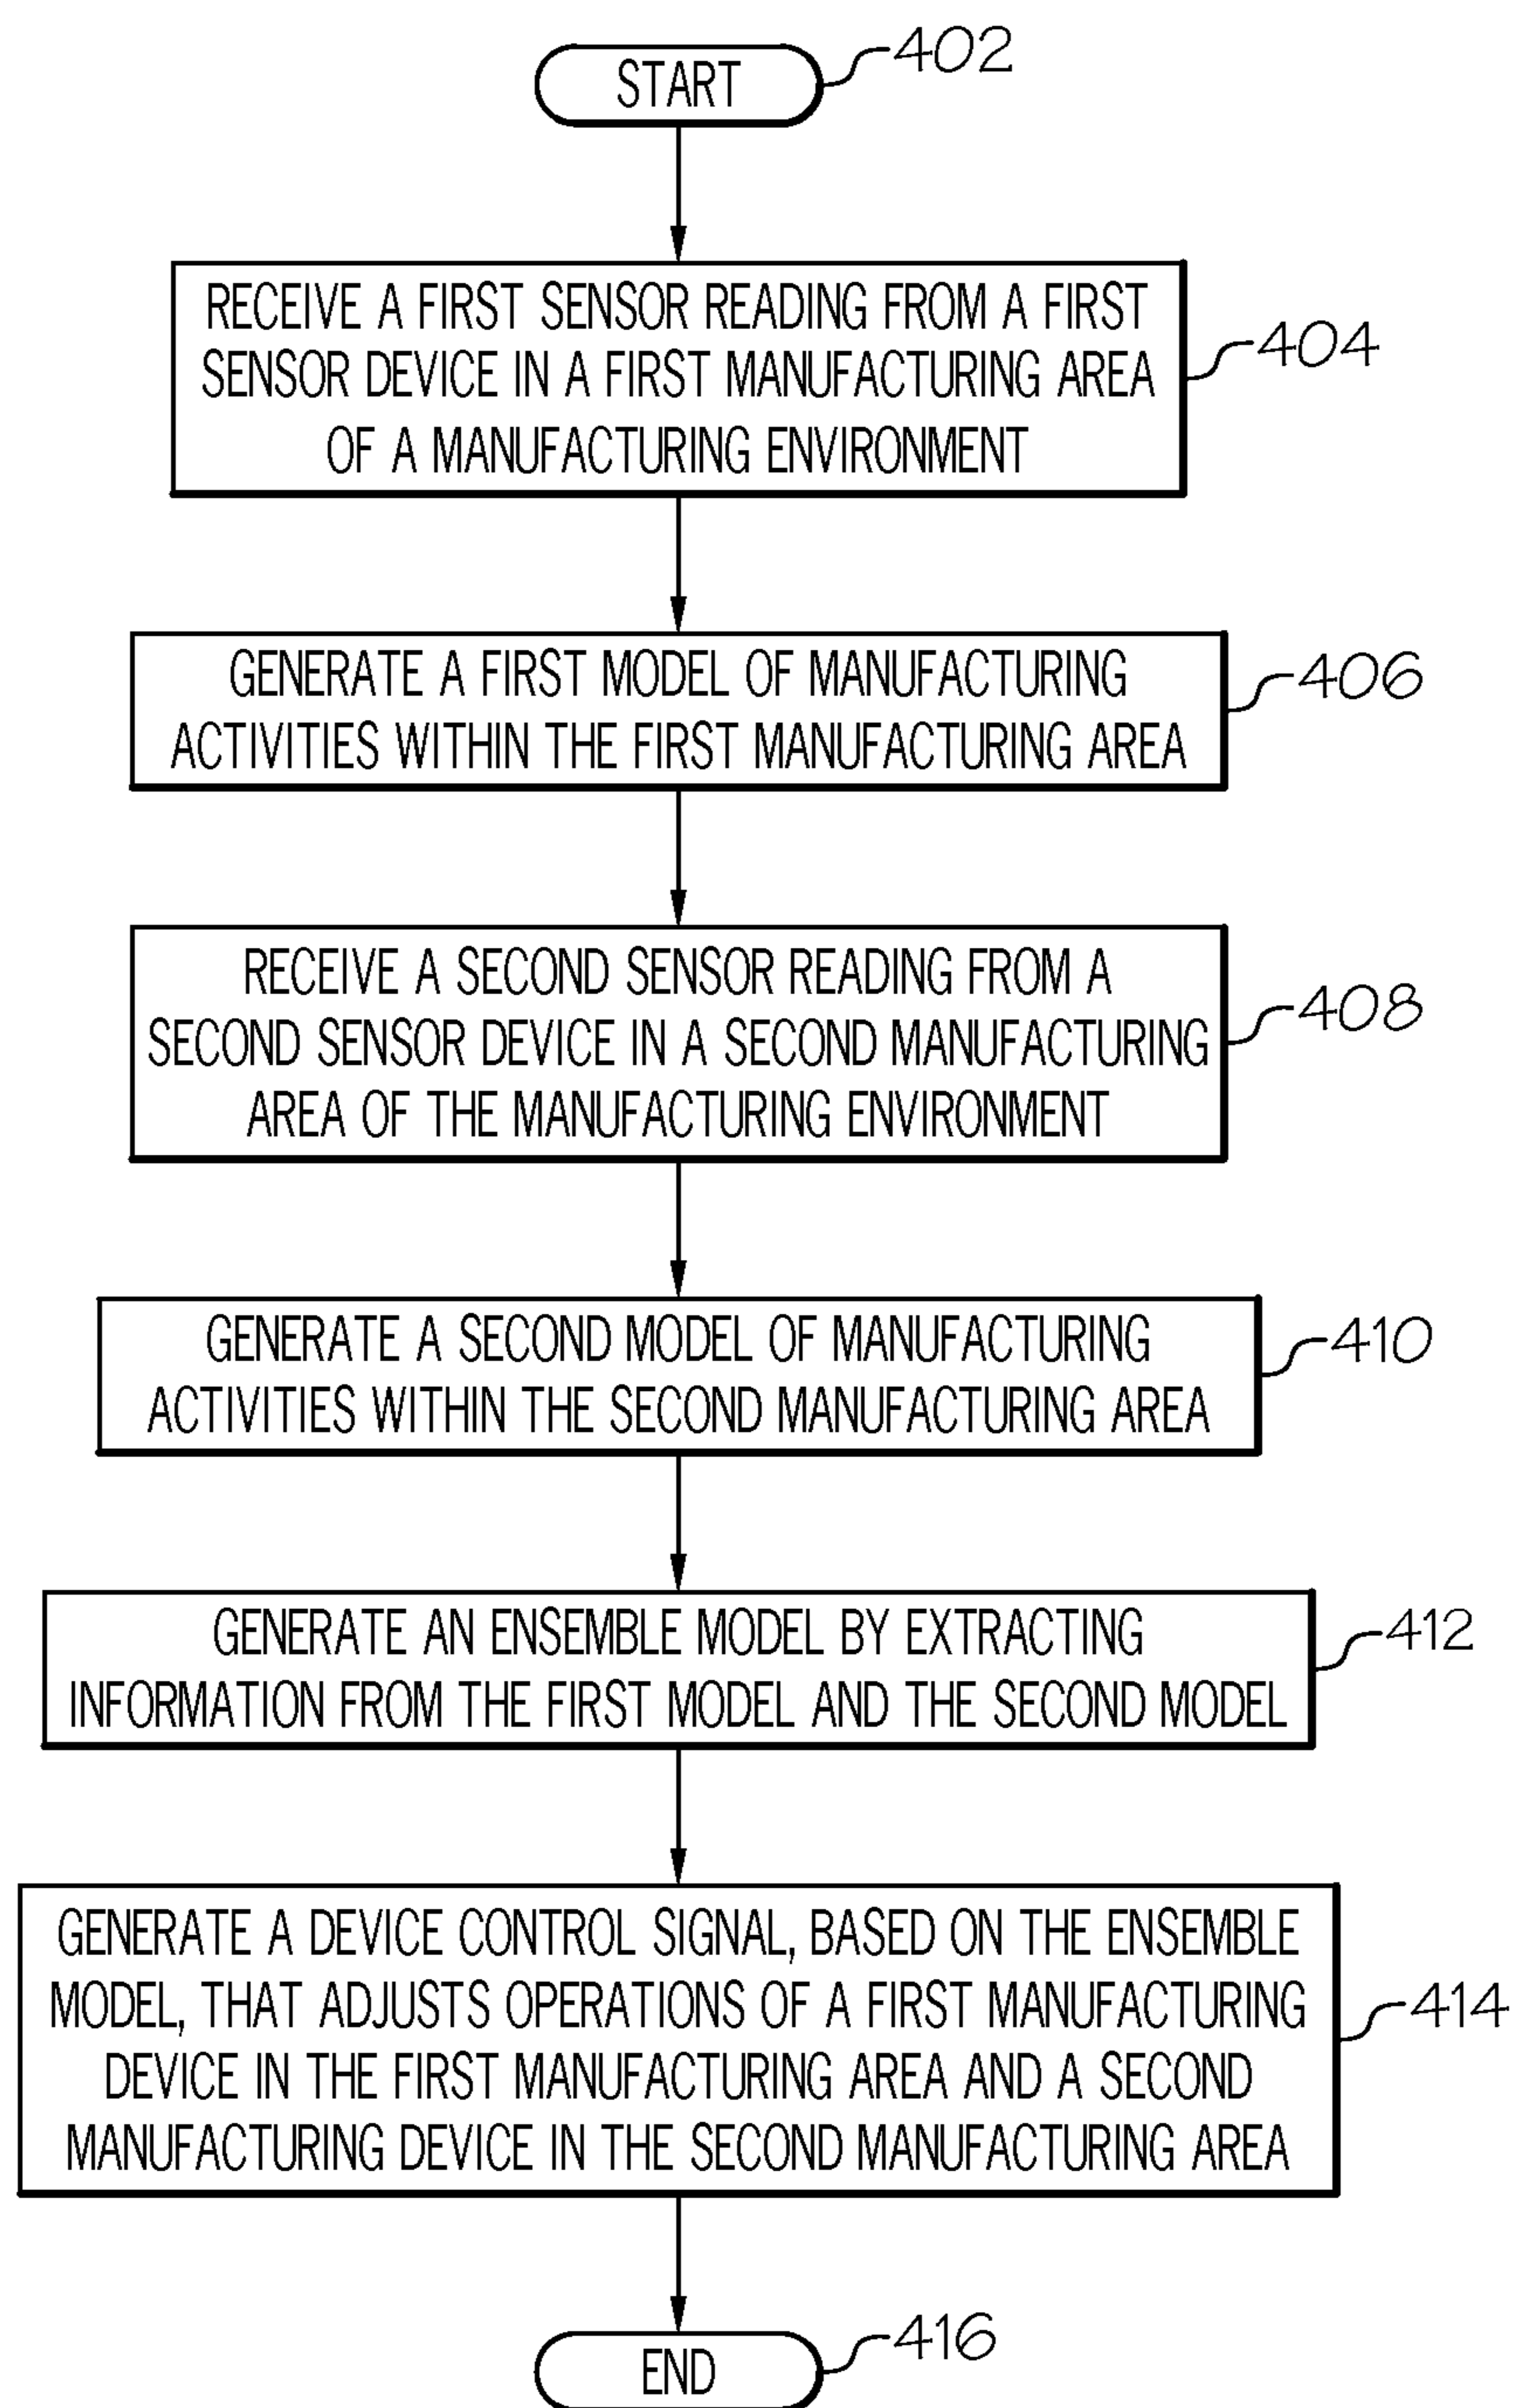 START
402
RECEIVE A FIRST SENSOR READING FROM A FIRST
SENSOR DEVICE IN A FIRST MANUFACTURING AREA
OF A MANUFACTURING ENVIRONMENT
404
GENERATE A FIRST MODEL OF MANUFACTURING
ACTIVITIES WITHIN THE FIRST MANUFACTURING AREA
406
RECEIVE A SECOND SENSOR READING FROM A
SECOND SENSOR DEVICE IN A SECOND MANUFACTURING
AREA OF THE MANUFACTURING ENVIRONMENT
408
GENERATE A SECOND MODEL OF MANUFACTURING
ACTIVITIES WITHIN THE SECOND MANUFACTURING AREA
410
GENERATE AN ENSEMBLE MODEL BY EXTRACTING
INFORMATION FROM THE FIRST MODEL AND THE SECOND MODEL
412
GENERATE A DEVICE CONTROL SIGNAL, BASED ON THE ENSEMBLE
MODEL, THAT ADJUSTS OPERATIONS OF A FIRST MANUFACTURING
DEVICE IN THE FIRST MANUFACTURING AREA AND A SECOND
MANUFACTURING DEVICE IN THE SECOND MANUFACTURING AREA
414
END
416